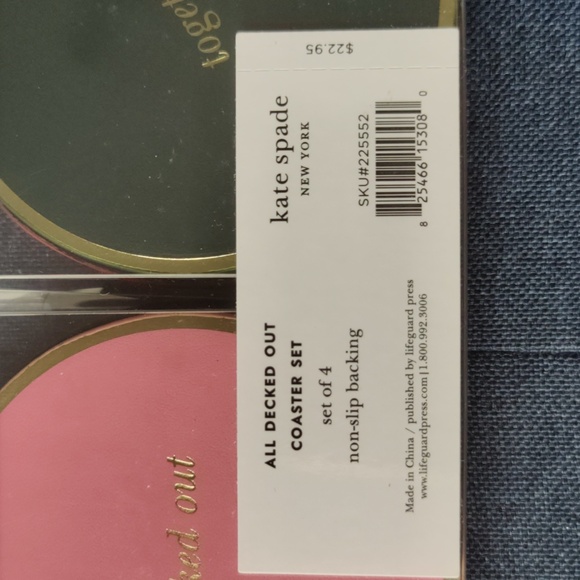 ALL DECKED OUT
COASTER SET
set of 4
non-slip backing
Made in China / published by lifeguard press
www.lifeguardpress.com | 1.800.992.3006
kate spade
NEW YORK
SKU#225552
8 25466 15308 0
$22.95